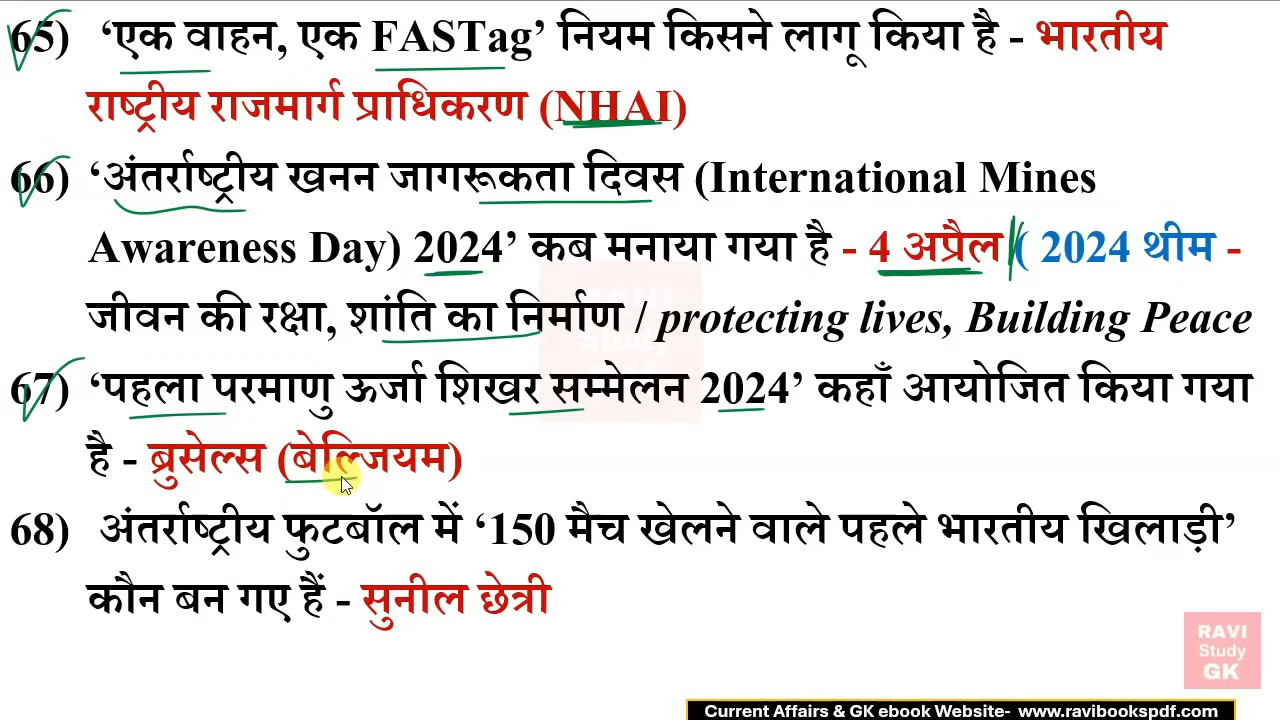 65) ‘एक वाहन, एक FASTag’ नियम किसने लागू किया है - भारतीय
राष्ट्रीय राजमार्ग प्राधिकरण (NHAI)
66) ‘अंतर्राष्ट्रीय खनन जागरूकता दिवस (International Mines
Awareness Day) 2024’ कब मनाया गया है - 4 अप्रैल ( 2024 थीम -
जीवन की रक्षा, शांति का निर्माण / protecting lives, Building Peace
67) ‘पहला परमाणु ऊर्जा शिखर सम्मेलन 2024’ कहाँ आयोजित किया गया
है - ब्रुसेल्स (बेल्जियम)
68) अंतर्राष्ट्रीय फुटबॉल में ‘150 मैच खेलने वाले पहले भारतीय खिलाड़ी’
कौन बन गए हैं - सुनील छेत्री
RAVI
Study
GK
Current Affairs & GK ebook Website- www.ravibookspdf.com